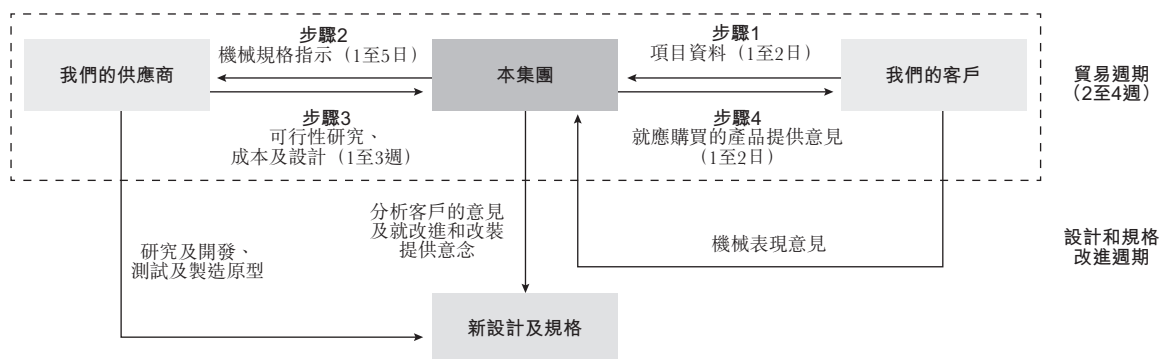 步驟2
機械規格指示（1至5日）
步驟1
項目資料（1至2日）
我們的供應商
本集團
我們的客戶
貿易週期
（2至4週）
步驟3
可行性研究、
成本及設計（1至3週）
步驟4
就應購買的產品提供意見
（1至2日）
分析客戶的意見
及就改進和改裝
提供意念
研究及開發、
測試及製造原型
機械表現意見
設計和規格
改進週期
新設計及規格